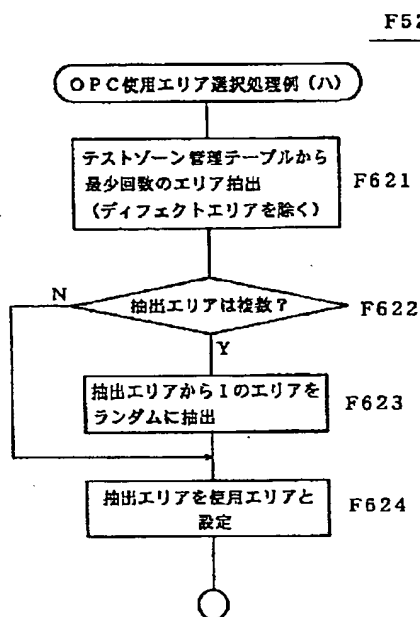 F52
OPC使用エリア選択処理例(ハ)
テストゾーン管理テーブルから
最少回数のエリア抽出
(ディフェクトエリアを除く)
F621
N
抽出エリアは複数?
F622
Y
抽出エリアから1のエリアを
ランダムに抽出
F623
抽出エリアを使用エリアと
設定
F624